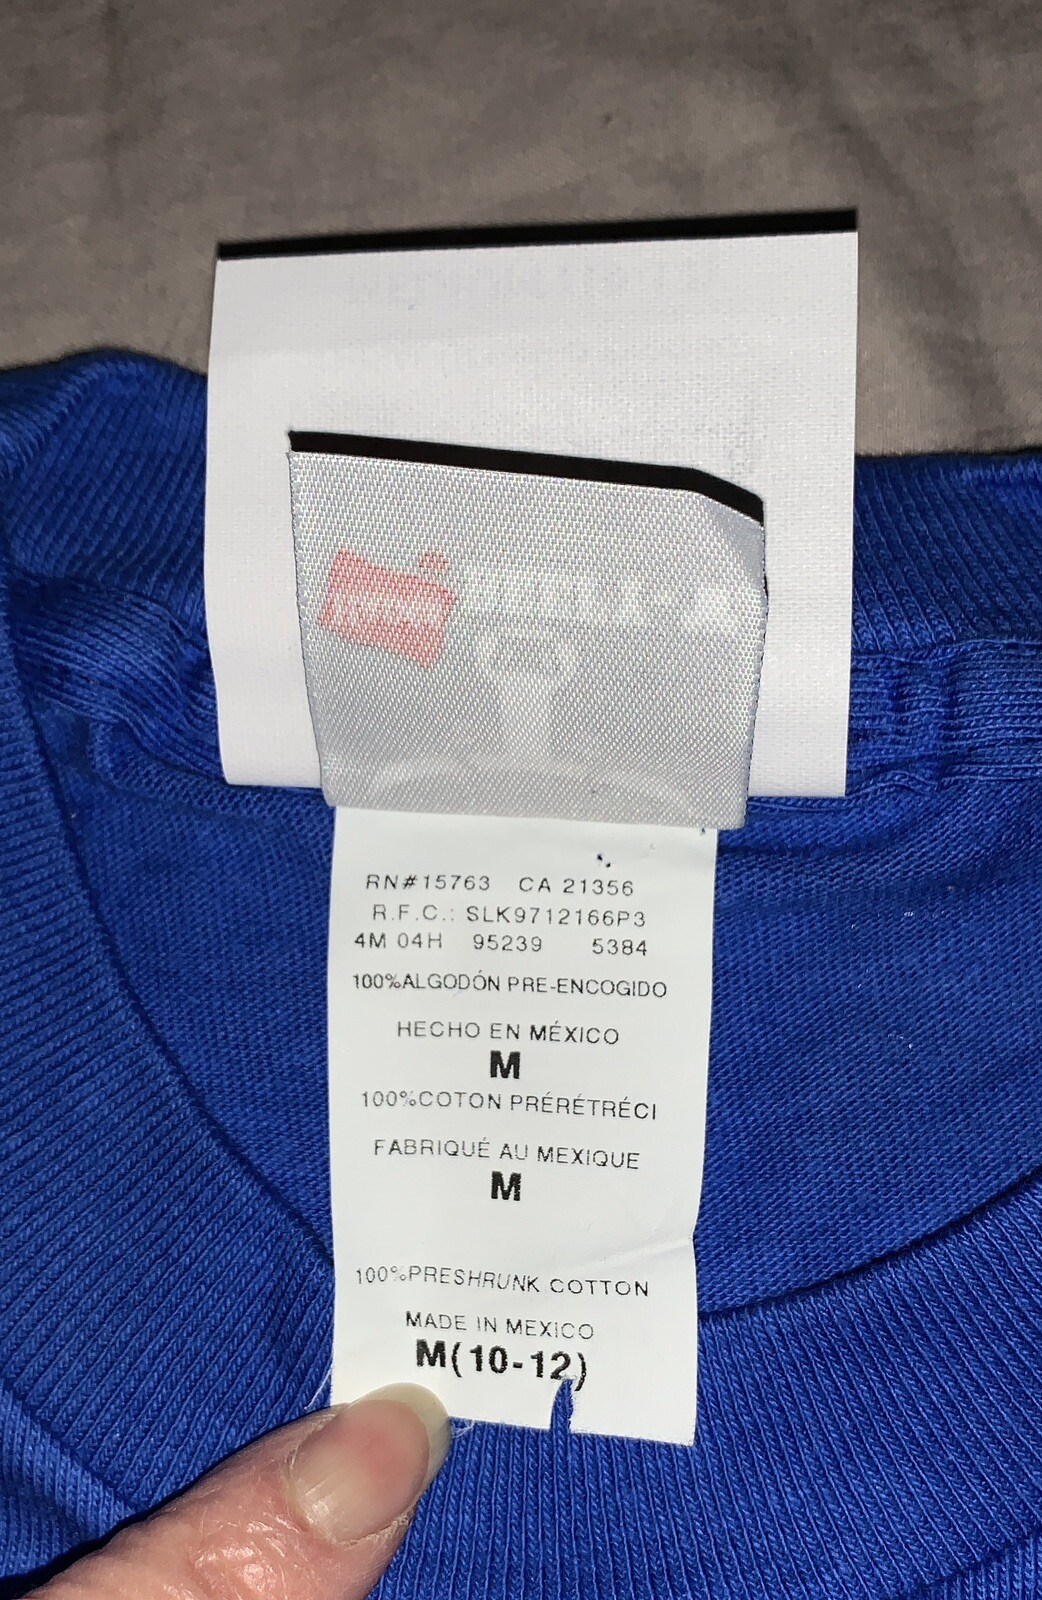 RN#15763 CA 21356
R.F.C.: SLK9712166P3
4M 04H 95239 5384
100%ALGODÓN PRE-ENCOGIDO
HECHO EN MÉXICO
M
100%COTON PRÉRÉTRÉCI
FABRIQUÉ AU MEXIQUE
M
100%PRESHRUNK COTTON
MADE IN MEXICO
M(10-12)